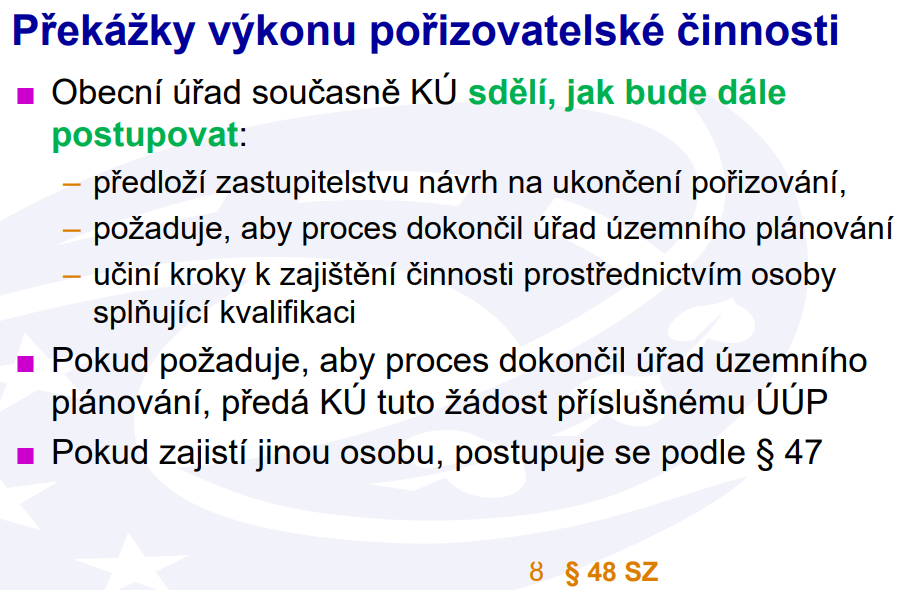 Překážky výkonu pořizovatelské činnosti
■ Obecní úřad současně KÚ sdělí, jak bude dále
postupovat:
– předloží zastupitelstvu návrh na ukončení pořizování,
– požaduje, aby proces dokončil úřad územního plánování
– učiní kroky k zajištění činnosti prostřednictvím osoby
splňující kvalifikaci
■ Pokud požaduje, aby proces dokončil úřad územního
plánování, předá KÚ tuto žádost příslušnému ÚÚP
■ Pokud zajistí jinou osobu, postupuje se podle § 47
8 § 48 SZ